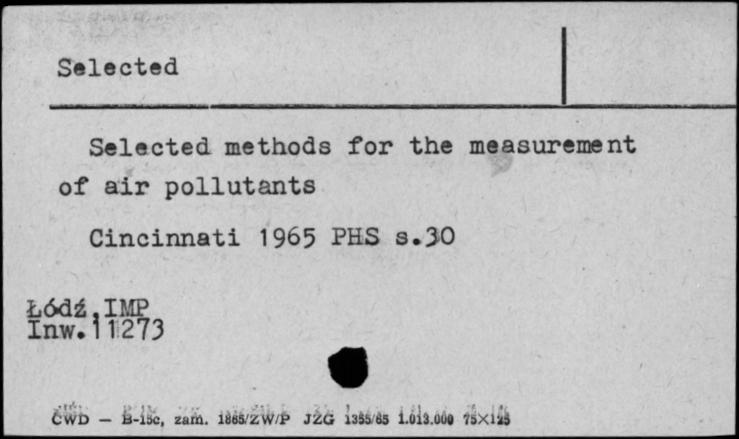 Selected
Selected methods for the measurement
of air pollutants
Cincinnati 1965 PHS s.30
Łódź,IMP
Inw.11273
CWD — B-15c, zam. 1865/ZW/P JZG 1355/65 1.013.000 75×125